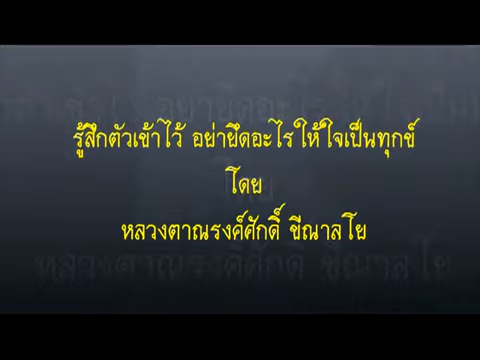 รู้สึกตัวเข้าไว้ อย่ายึดอะไรให้ใจเป็นทุกข์
โดย
หลวงตาณรงค์ศักดิ์ ขีณาลโย